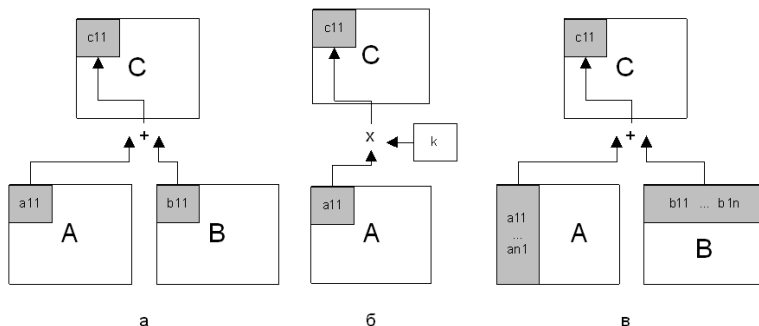 c11
C
+
a11
A
b11
B
а
c11
C
x
k
a11
A
б
c11
C
+
a11
...
an1
A
b11 ... b1n
B
в